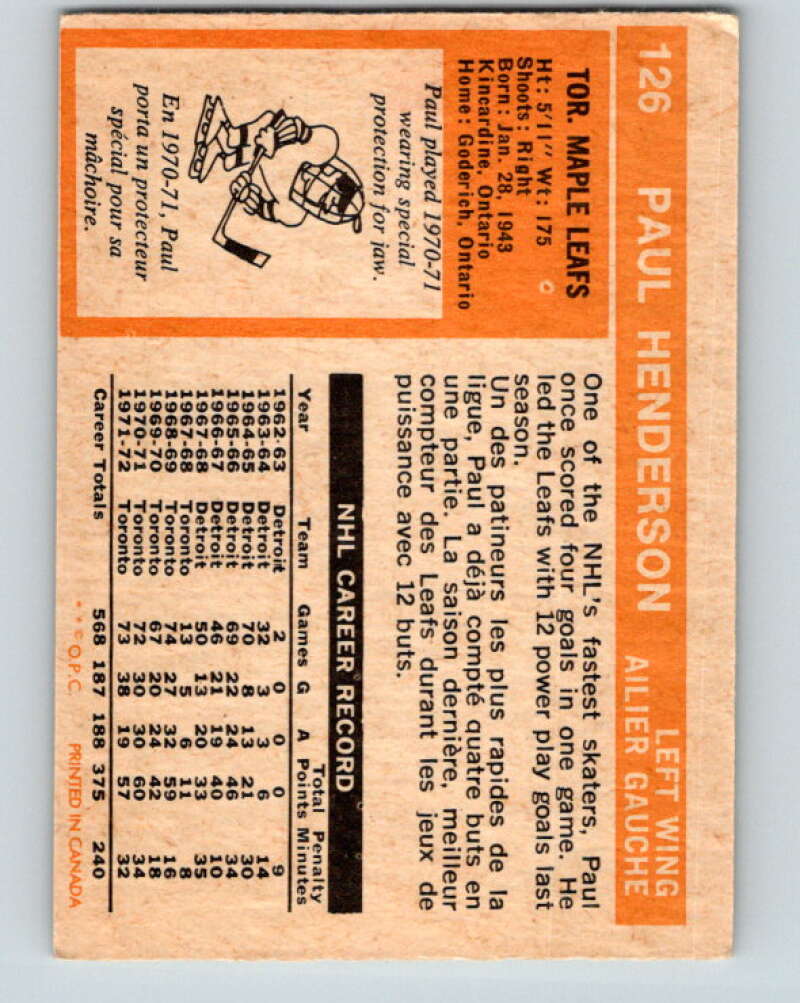 126 PAUL HENDERSON LEFT WING
AILIER GAUCHE
TOR. MAPLE LEAFS
Ht: 5'11" Wt: 175
Shoots: Right
Born: Jan. 28, 1943
Kincardine, Ontario
Home: Goderich, Ontario
Paul played 1970-71
wearing special
protection for jaw.
En 1970-71, Paul
porta un protecteur
spécial pour sa
mâchoire.
One of the NHL's fastest skaters, Paul
once scored four goals in one game. He
led the Leafs with 12 power play goals last
season.
Un des patineurs les plus rapides de la
ligue, Paul a déjà compté quatre buts en
une partie. La saison dernière, meilleur
compteur des Leafs durant les jeux de
puissance avec 12 buts.
NHL CAREER RECORD
Total Penalty
Year Team Games G A Points Minutes
1962-63 Detroit 2 0 0 0 9
1963-64 Detroit 32 3 3 6 14
1964-65 Detroit 70 8 13 21 30
1965-66 Detroit 69 22 24 46 34
1966-67 Detroit 46 21 19 40 10
1967-68 Detroit 50 13 20 33 35
1967-68 Toronto 13 5 6 11 8
1968-69 Toronto 74 27 32 59 16
1969-70 Toronto 67 20 24 42 18
1970-71 Toronto 72 30 30 60 34
1971-72 Toronto 73 38 19 57 32
Career Totals 568 187 188 375 240
* * © O.P.C. PRINTED IN CANADA